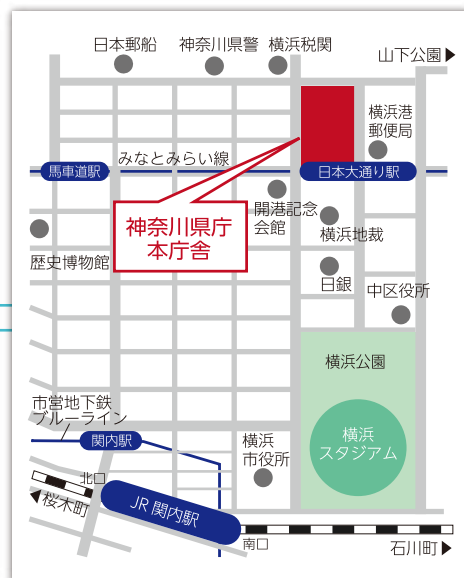 日本郵船
神奈川県警
横浜税関
山下公園▶
横浜港
郵便局
みなとみらい線
馬車道駅
日本大通り駅
開港記念
会館
横浜地裁
神奈川県庁
本庁舎
歴史博物館
日銀
中区役所
横浜公園
市営地下鉄
ブルーライン
関内駅
横浜
市役所
横浜
スタジアム
北口
◀桜木町
JR 関内駅
南口
石川町▶